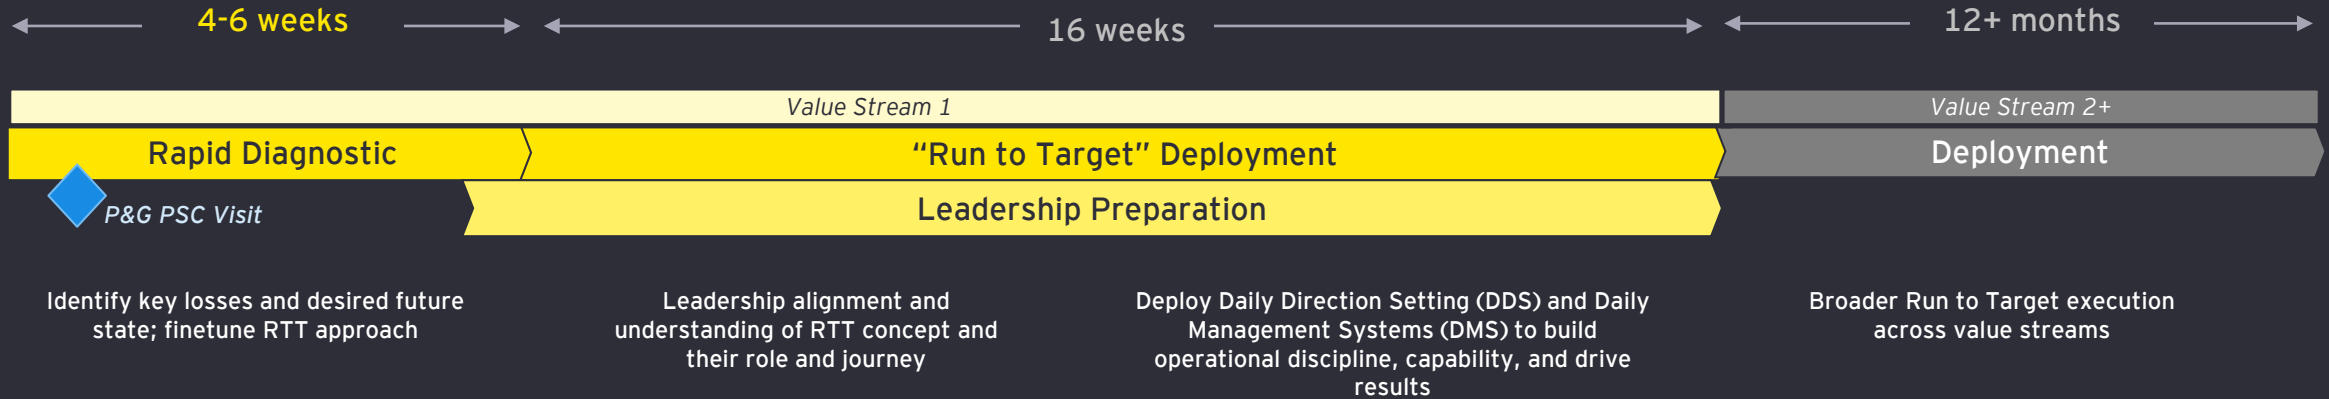 4-6 weeks
16 weeks
12+ months
Value Stream 1
Value Stream 2+
Rapid Diagnostic
“Run to Target” Deployment
Deployment
P&G PSC Visit
Leadership Preparation
Identify key losses and desired future
state; finetune RTT approach
Leadership alignment and
understanding of RTT concept and
their role and journey
Deploy Daily Direction Setting (DDS) and Daily
Management Systems (DMS) to build
operational discipline, capability, and drive
results
Broader Run to Target execution
across value streams